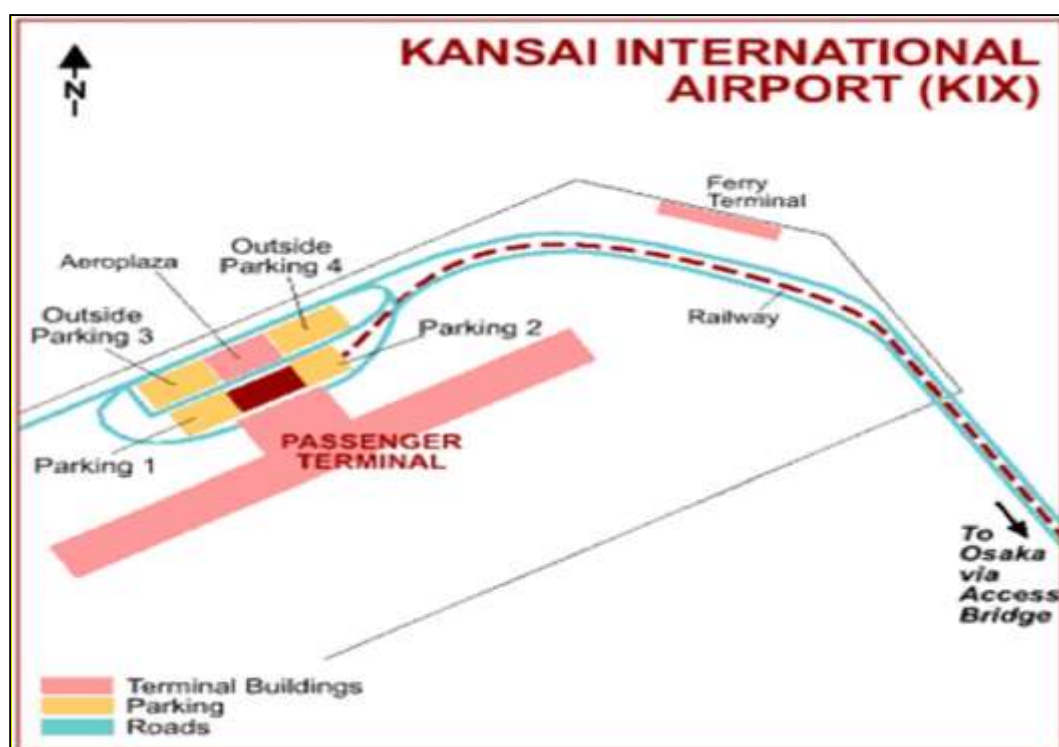 KANSAI INTERNATIONAL
AIRPORT (KIX)
N
Ferry
Terminal
Outside
Parking 4
Aeroplaza
Outside
Parking 3
Railway
Parking 2
PASSENGER
TERMINAL
Parking 1
To
Osaka
via
Access
Bridge
Terminal Buildings
Parking
Roads